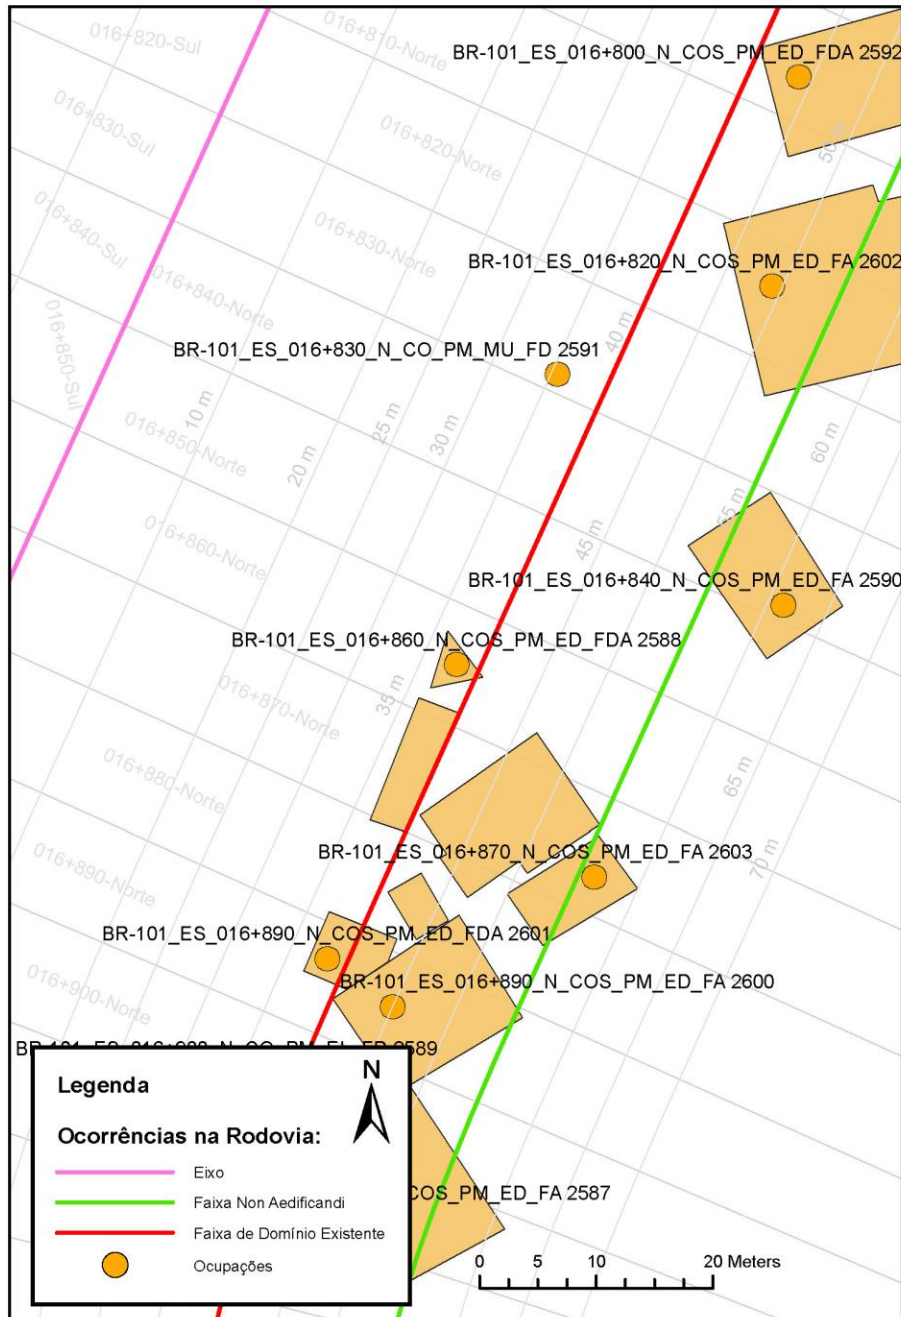 016+820-Sul
016+810-Norte
BR-101_ES_016+800_N_COS_PM_ED_FDA 2592
016+830-Sul
016+820-Norte
50 m
016+840-Sul
016+830-Norte
BR-101_ES_016+820_N_COS_PM_ED_FA 2602
016+840-Norte
016+850-Sul
40 m
BR-101_ES_016+830_N_CO_PM_MU_FD 2591
10 m
25 m
30 m
20 m
016+850-Norte
60 m
55 m
45 m
016+860-Norte
BR-101_ES_016+840_N_COS_PM_ED_FA 2590
BR-101_ES_016+860_N_COS_PM_ED_FDA 2588
35 m
016+870-Norte
65 m
016+880-Norte
70 m
BR-101_ES_016+870_N_COS_PM_ED_FA 2603
016+890-Norte
BR-101_ES_016+890_N_COS_PM_ED_FDA 2601
BR-101_ES_016+890_N_COS_PM_ED_FA 2600
016+900-Norte
2589
Legenda
N
Ocorrências na Rodovia:
Eixo
Faixa Non Aedificandi
COS_PM_ED_FA 2587
Faixa de Domínio Existente
Ocupações
0 5 10 20 Meters